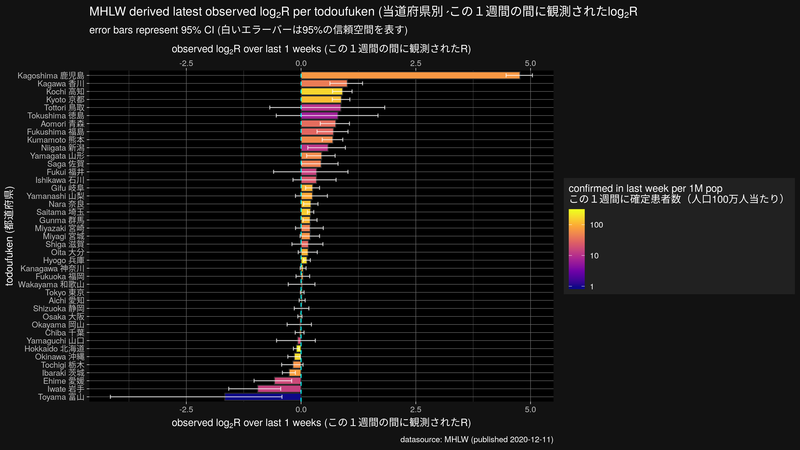 MHLW derived latest observed log₂R per todoufuken (当道府県別 -この１週間の間に観測されたlog₂R
error bars represent 95% CI (白いエラーバーは95%の信頼空間を表す)
observed log₂R over last 1 weeks (この１週間の間に観測されたR)
-2.5 0.0 2.5 5.0
todoufuken (都道府県)
Kagoshima 鹿児島
Kagawa 香川
Kochi 高知
Kyoto 京都
Tottori 鳥取
Tokushima 徳島
Aomori 青森
Fukushima 福島
Kumamoto 熊本
Niigata 新潟
Yamagata 山形
Saga 佐賀
Fukui 福井
Ishikawa 石川
Gifu 岐阜
Yamanashi 山梨
Nara 奈良
Saitama 埼玉
Gunma 群馬
Miyazaki 宮崎
Miyagi 宮城
Shiga 滋賀
Oita 大分
Hyogo 兵庫
Kanagawa 神奈川
Fukuoka 福岡
Wakayama 和歌山
Tokyo 東京
Aichi 愛知
Shizuoka 静岡
Osaka 大阪
Okayama 岡山
Chiba 千葉
Yamaguchi 山口
Hokkaido 北海道
Okinawa 沖縄
Tochigi 栃木
Ibaraki 茨城
Ehime 愛媛
Iwate 岩手
Toyama 富山
-2.5 0.0 2.5 5.0
observed log₂R over last 1 weeks (この１週間の間に観測されたR)
confirmed in last week per 1M pop
この１週間に確定患者数（人口100万人当たり）
100
10
1
datasource: MHLW (published 2020-12-11)